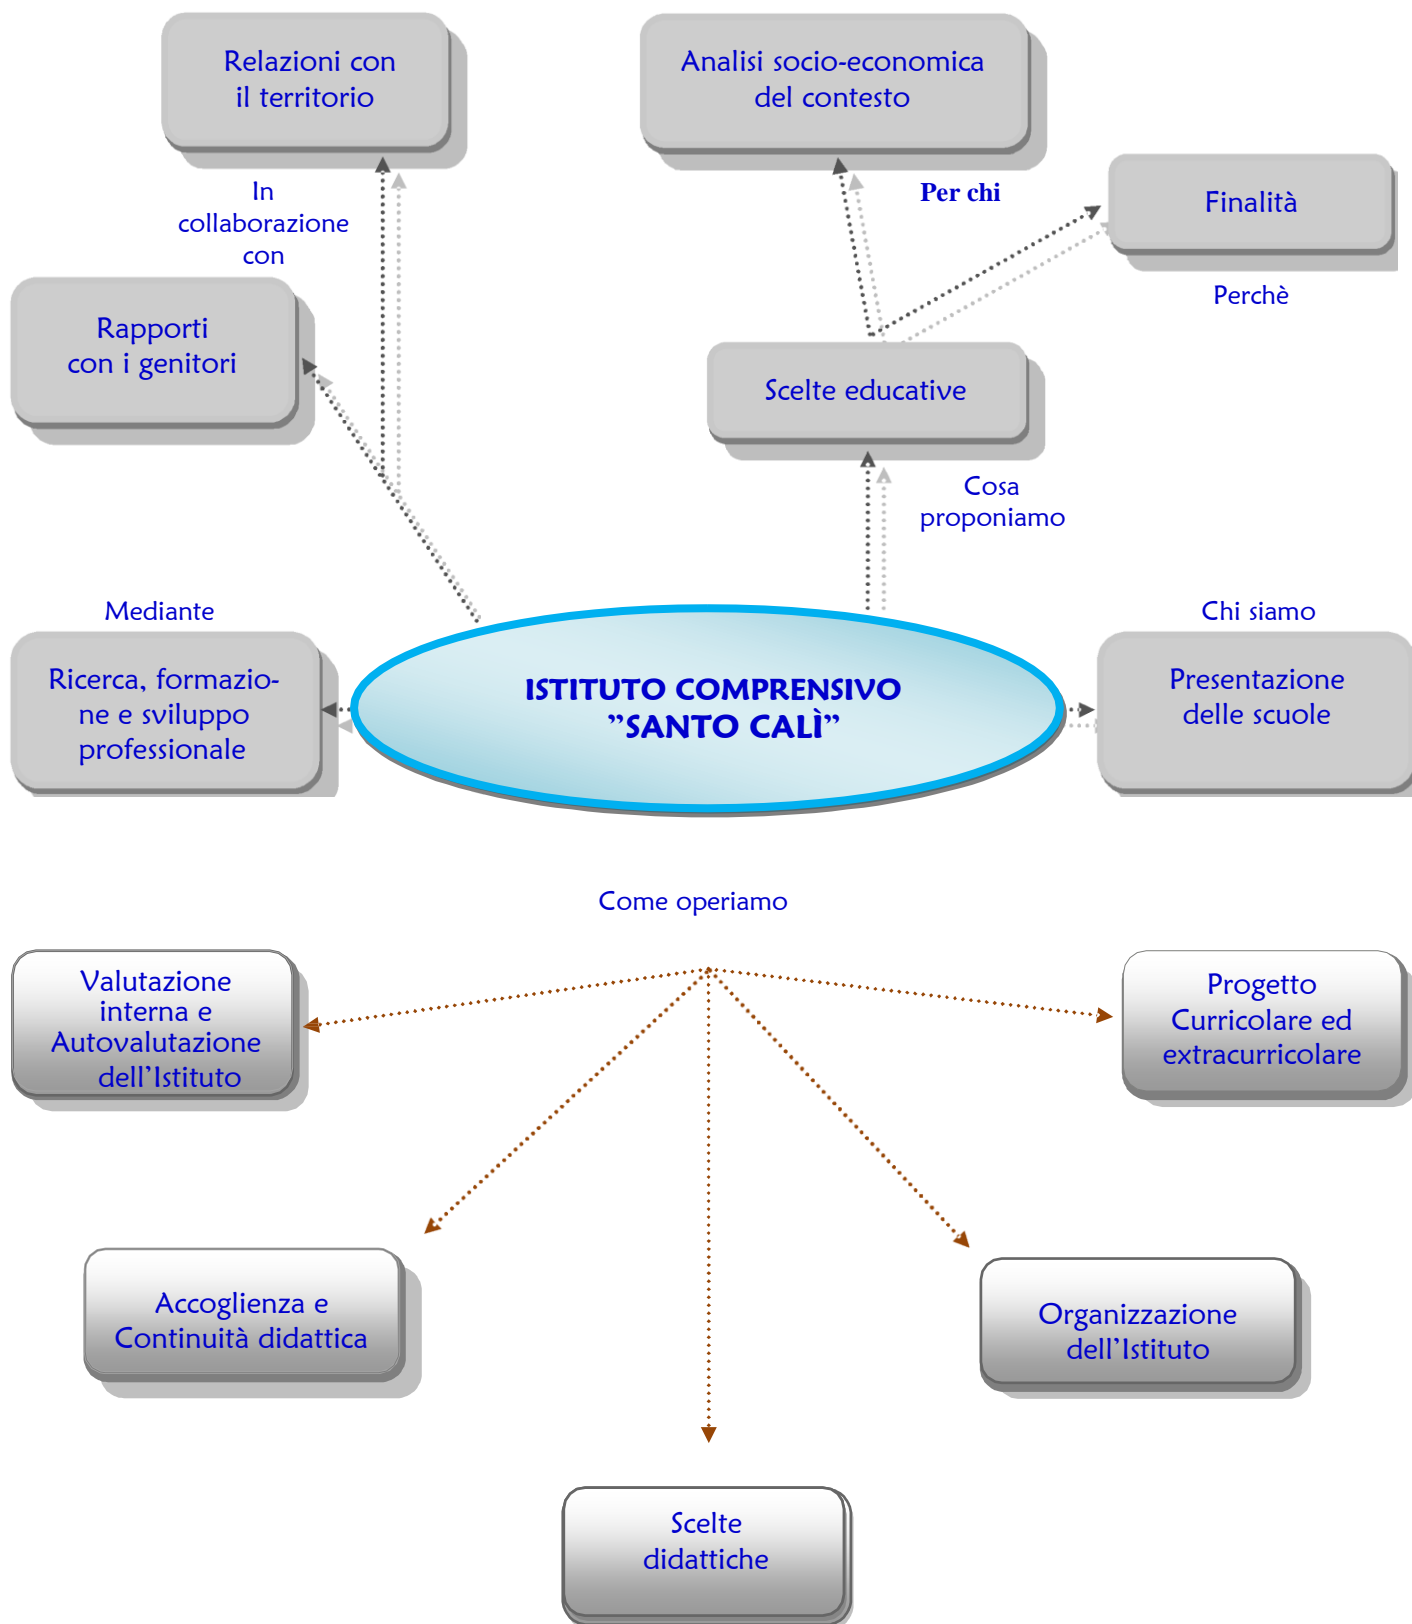 Relazioni con
il territorio
Analisi socio-economica
del contesto
In
collaborazione
con
Per chi
Finalità
Perchè
Rapporti
con i genitori
Scelte educative
Cosa
proponiamo
Mediante
Chi siamo
Ricerca, formazio-
ne e sviluppo
professionale
ISTITUTO COMPRENSIVO
”SANTO CALÌ”
Presentazione
delle scuole
Come operiamo
Valutazione
interna e
Autovalutazione
dell’Istituto
Progetto
Curricolare ed
extracurricolare
Accoglienza e
Continuità didattica
Organizzazione
dell’Istituto
Scelte
didattiche